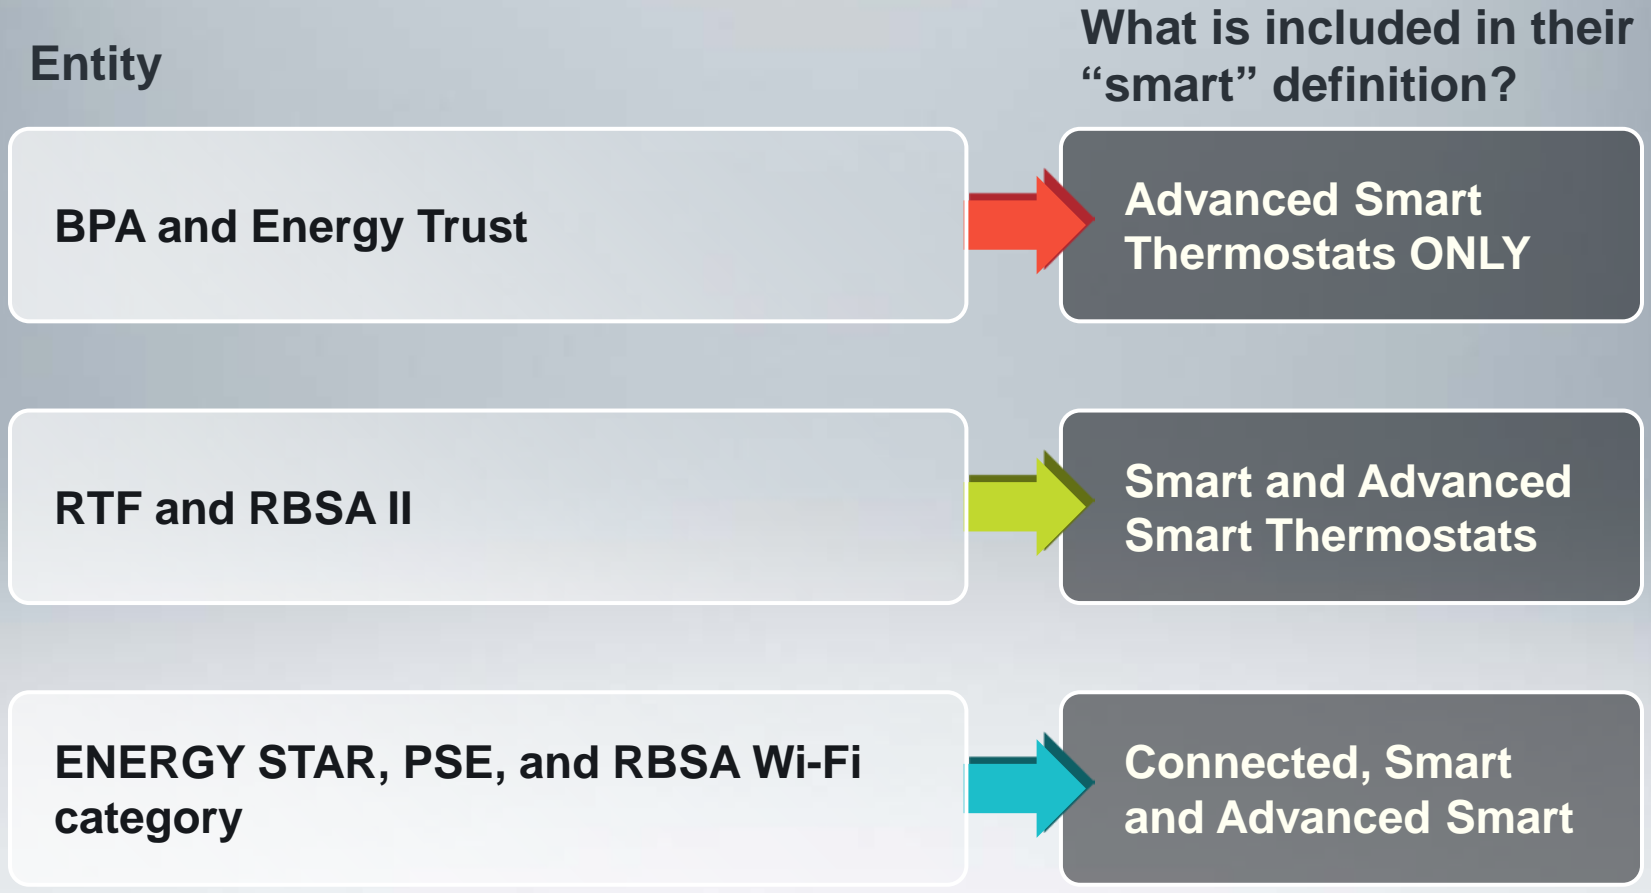 Entity
What is included in their
“smart” definition?
BPA and Energy Trust
Advanced Smart
Thermostats ONLY
RTF and RBSA II
Smart and Advanced
Smart Thermostats
ENERGY STAR, PSE, and RBSA Wi-Fi
category
Connected, Smart
and Advanced Smart